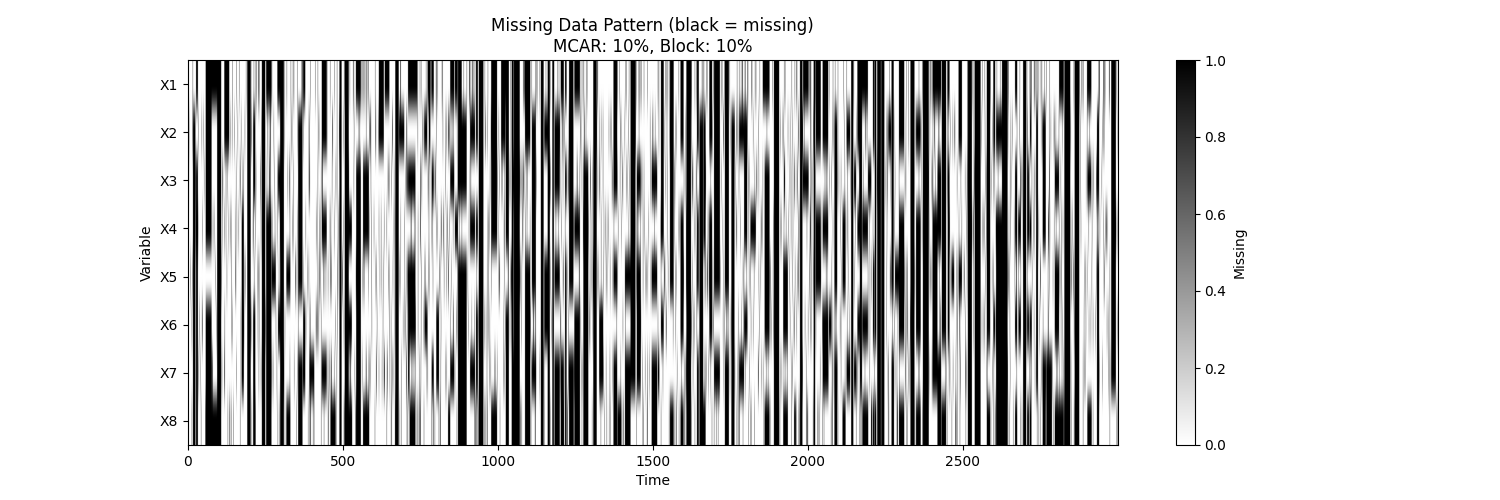 Missing Data Pattern (black = missing)
MCAR: 10%, Block: 10%
X1
X2
X3
X4
X5
X6
X7
X8
Variable
0
500
1000
1500
2000
2500
Time
1.0
0.8
0.6
0.4
0.2
0.0
Missing